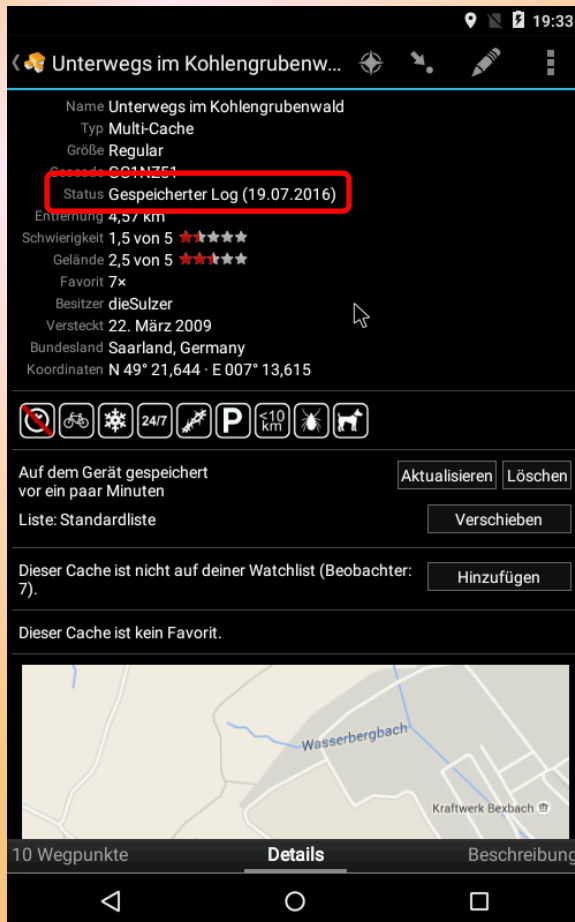 19:33
Unterwegs im Kohlengrubenw...
Name Unterwegs im Kohlengrubenwald
Typ Multi-Cache
Größe Regular
Geocode GC1NZ51
Status Gespeicherter Log (19.07.2016)
Entfernung 4,57 km
Schwierigkeit 1,5 von 5
Gelände 2,5 von 5
Favorit 7×
Besitzer dieSulzer
Versteckt 22. März 2009
Bundesland Saarland, Germany
Koordinaten N 49° 21,644 · E 007° 13,615
24/7
P
≤10
km
Auf dem Gerät gespeichert
vor ein paar Minuten
Aktualisieren
Löschen
Liste: Standardliste
Verschieben
Dieser Cache ist nicht auf deiner Watchlist (Beobachter:
7).
Hinzufügen
Dieser Cache ist kein Favorit.
Wasserbergbach
Kraftwerk Bexbach
10 Wegpunkte
Details
Beschreibung